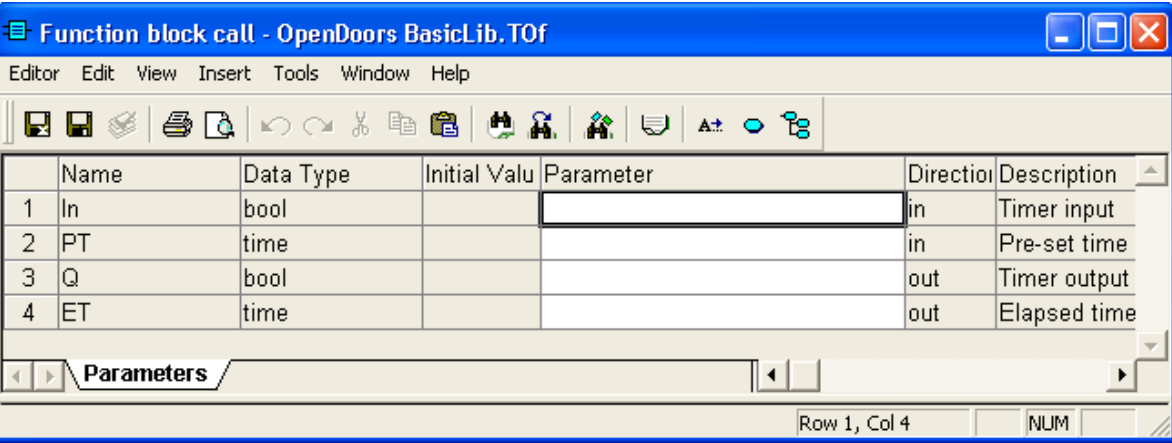 Function block call - OpenDoors BasicLib.TOf
Editor Edit View Insert Tools Window Help
A
Name Data Type Initial Valu Parameter Direction Description
1 In bool in Timer input
2 PT time in Pre-set time
3 Q bool out Timer output
4 ET time out Elapsed time
Parameters
Row 1, Col 4 NUM